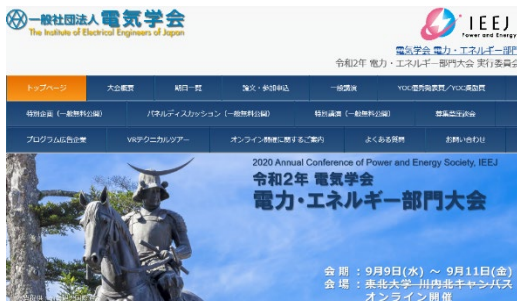 一般社団法人 電気学会
The Institute of Electrical Engineers of Japan
IEEJ
Power and Energy
電気学会 電力・エネルギー部門
令和2年 電力・エネルギー部門大会 実行委員会
トップページ 大会概要 期日一覧 論文・参加申込 一般講演 YOC優秀発表賞/YOC奨励賞
特別企画(一般無料公開) パネルディスカッション(一般無料公開) 特別講演(一般無料公開) 若手座談会
プログラム広告企業 VRテクニカルツアー オンライン開催に関するご案内 よくある質問 お問い合わせ
2020 Annual Conference of Power and Energy Society, IEEJ
令和2年 電気学会
電力・エネルギー部門大会
会期:9月9日(水) ~ 9月11日(金)
会場:東北大学 川内北キャンパス
オンライン開催